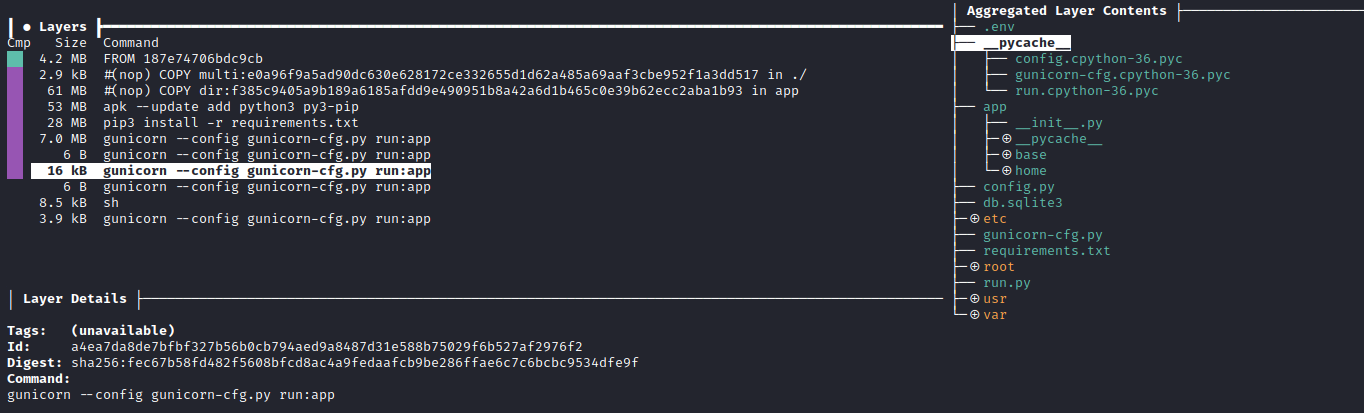 ● Layers
Cmp Size Command
4.2 MB FROM 187e74706bdc9cb
2.9 kB #(nop) COPY multi:e0a96f9a5ad90dc630e628172ce332655d1d62a485a69aaf3cbe952f1a3dd517 in ./
61 MB #(nop) COPY dir:f385c9405a9b189a6185afdd9e490951b8a42a6d1b465c0e39b62ecc2aba1b93 in app
53 MB apk --update add python3 py3-pip
28 MB pip3 install -r requirements.txt
7.0 MB gunicorn --config gunicorn-cfg.py run:app
6 B gunicorn --config gunicorn-cfg.py run:app
16 kB gunicorn --config gunicorn-cfg.py run:app
6 B gunicorn --config gunicorn-cfg.py run:app
8.5 kB sh
3.9 kB gunicorn --config gunicorn-cfg.py run:app
Layer Details
Tags: (unavailable)
Id: a4ea7da8de7bfbf327b56b0cb794aed9a8487d31e588b75029f6b527af2976f2
Digest: sha256:fec67b58fd482f5608bfcd8ac4a9fedaafcb9be286ffae6c7c6bcbc9534dfe9f
Command:
gunicorn --config gunicorn-cfg.py run:app
Aggregated Layer Contents
├── .env
├── __pycache__
│   ├── config.cpython-36.pyc
│   ├── gunicorn-cfg.cpython-36.pyc
│   └── run.cpython-36.pyc
├── app
│   ├── __init__.py
│   ├─⊕ __pycache__
│   ├─⊕ base
│   └─⊕ home
├── config.py
├── db.sqlite3
├─⊕ etc
├── gunicorn-cfg.py
├── requirements.txt
├─⊕ root
├── run.py
├─⊕ usr
└─⊕ var